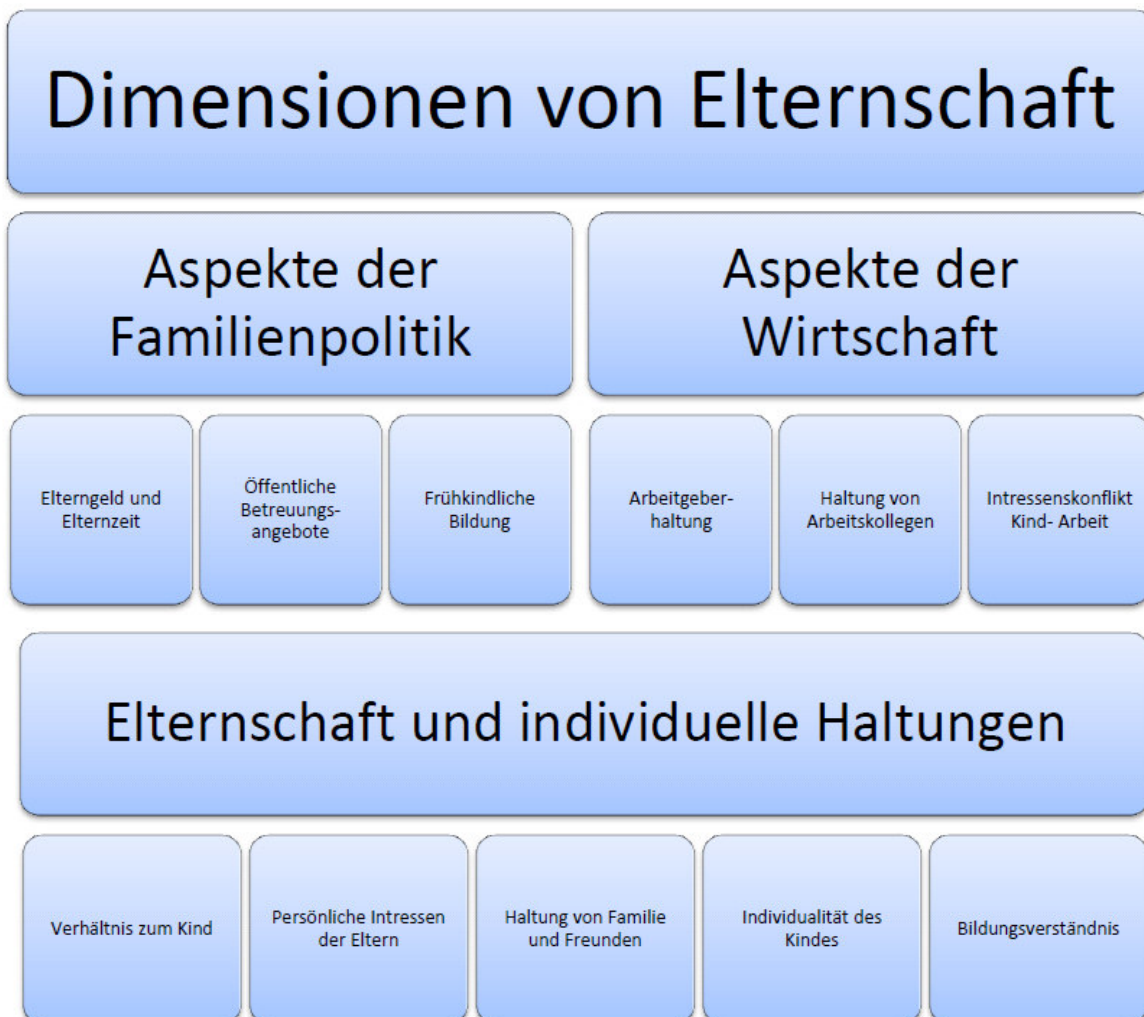 Dimensionen von Elternschaft
Aspekte der
Familienpolitik
Aspekte der
Wirtschaft
Elterngeld und
Elternzeit
Öffentliche
Betreuungs-
angebote
Frühkindliche
Bildung
Arbeitgeber-
haltung
Haltung von
Arbeitskollegen
Intressenskonflikt
Kind- Arbeit
Elternschaft und individuelle Haltungen
Verhältnis zum Kind
Persönliche Intressen
der Eltern
Haltung von Familie
und Freunden
Individualität des
Kindes
Bildungsverständnis